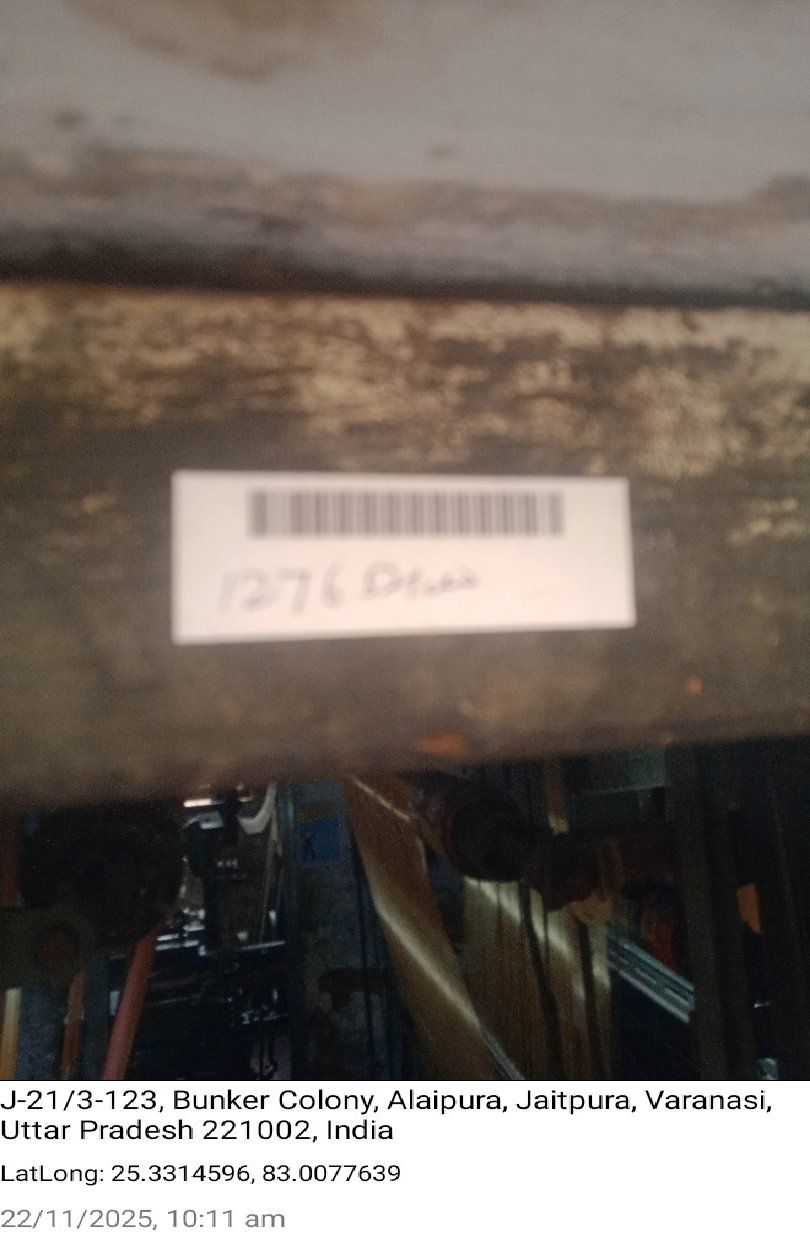 1276
J-21/3-123, Bunker Colony, Alaipura, Jaitpura, Varanasi,
Uttar Pradesh 221002, India
LatLong: 25.3314596, 83.0077639
22/11/2025, 10:11 am